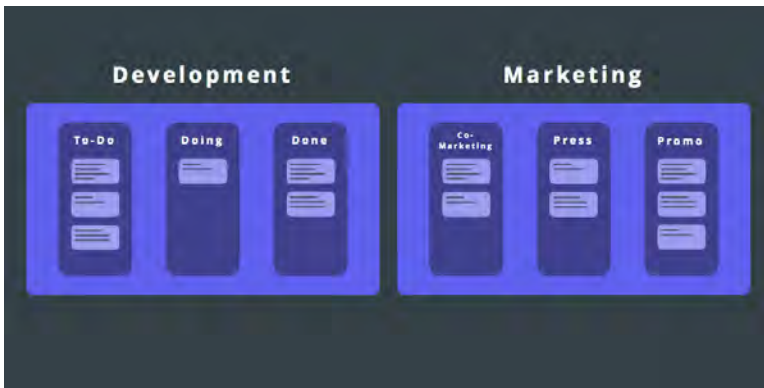 Development
Marketing
To-Do
Doing
Done
Co-
Marketing
Press
Promo